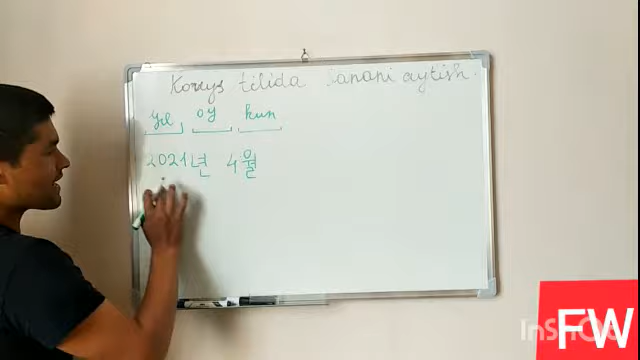 Koreys tilida sanani aytish.
yil oy kun
2021년 4월
FW
InShOt